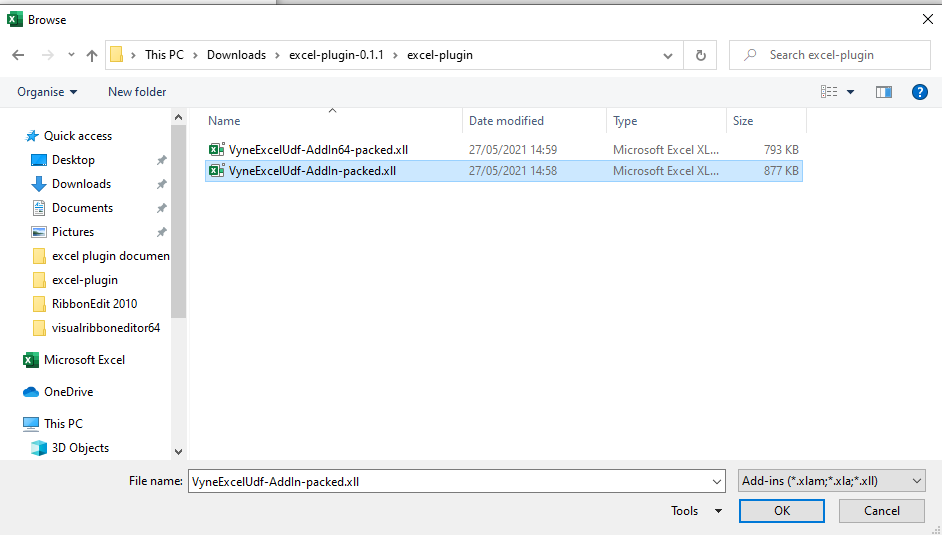 Browse
This PC > Downloads > excel-plugin-0.1.1 > excel-plugin
Search excel-plugin
Organise
New folder
?
Name
Date modified
Type
Size
VyneExcelUdf-AddIn64-packed.xll 27/05/2021 14:59 Microsoft Excel XL... 793 KB
VyneExcelUdf-AddIn-packed.xll 27/05/2021 14:58 Microsoft Excel XL... 877 KB
Quick access
Desktop
Downloads
Documents
Pictures
excel plugin documen
excel-plugin
RibbonEdit 2010
visualribboneditor64
Microsoft Excel
OneDrive
This PC
3D Objects
File name: VyneExcelUdf-AddIn-packed.xll
Add-ins (*.xlam;*.xla;*.xll)
Tools
OK
Cancel